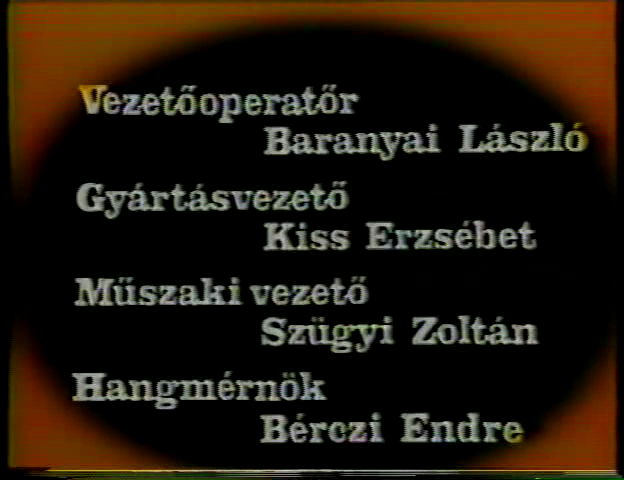 Vezetőoperatőr
Baranyai László
Gyártásvezető
Kiss Erzsébet
Műszaki vezető
Szügyi Zoltán
Hangmérnök
Bérczi Endre